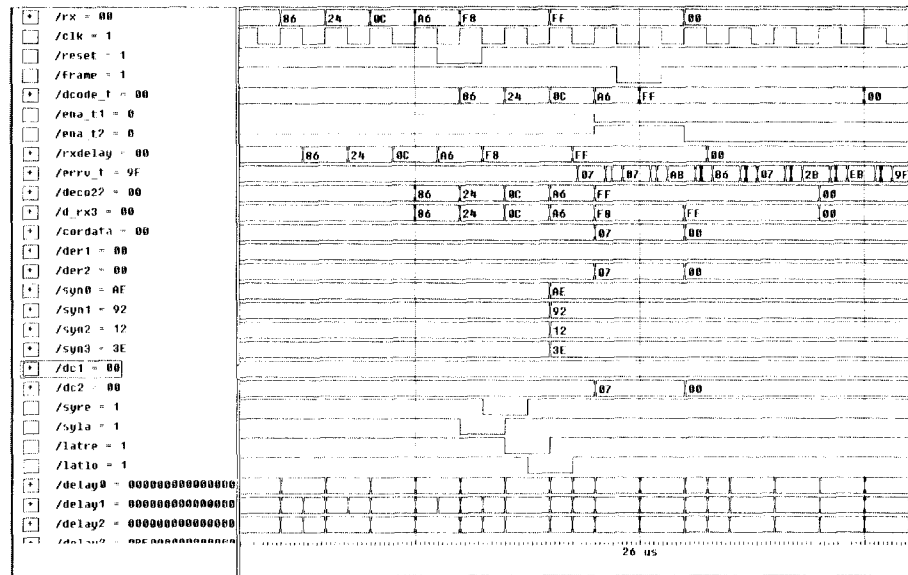 /rx = 00 86 24 0C A6 F8 FF 00
/clk = 1
/reset = 1
/frame = 1
/dcode_t = 00 86 24 0C A6 FF 00
/ena_t1 = 0
/ena_t2 = 0
/rxdelay = 00 86 24 0C A6 F8 FF 00
/errv_t = 9F 07 07 AB 86 07 2B EB 9F
/deco22 = 00 86 24 0C A6 FF 00
/d_rx3 = 00 86 24 0C A6 F8 FF 00
/cordata = 00 07 00
/der1 = 00
/der2 = 00 07 00
/syn0 = AE AE
/syn1 = 92 92
/syn2 = 12 12
/syn3 = 3E 3E
/dc1 = 00
/dc2 = 00 07 00
/syre = 1
/syla = 1
/latre = 1
/latlo = 1
/delay0 = 0000000000000000
/delay1 = 0000000000000000
/delay2 = 0000000000000000
26 us